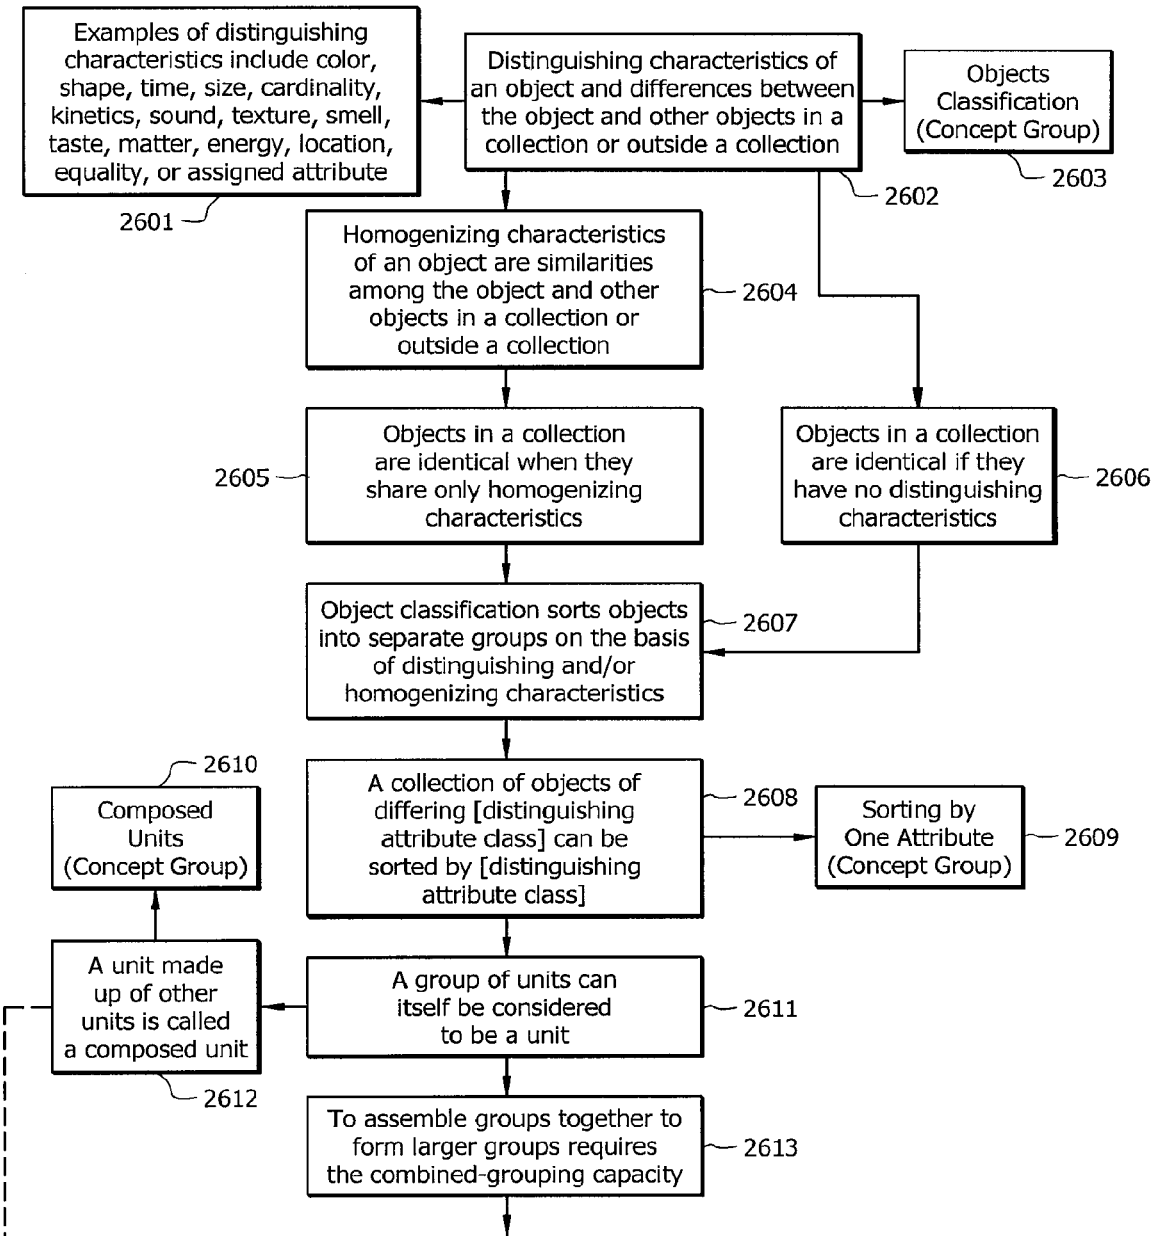 Examples of distinguishing
characteristics include color,
shape, time, size, cardinality,
kinetics, sound, texture, smell,
taste, matter, energy, location,
equality, or assigned attribute
2601
Distinguishing characteristics of
an object and differences between
the object and other objects in a
collection or outside a collection
2602
Objects
Classification
(Concept Group)
2603
Homogenizing characteristics
of an object are similarities
among the object and other
objects in a collection or
outside a collection
2604
Objects in a collection
are identical when they
share only homogenizing
characteristics
2605
Objects in a collection
are identical if they
have no distinguishing
characteristics
2606
Object classification sorts objects
into separate groups on the basis
of distinguishing and/or
homogenizing characteristics
2607
A collection of objects of
differing [distinguishing
attribute class] can be
sorted by [distinguishing
attribute class]
2608
Sorting by
One Attribute
(Concept Group)
2609
2610
Composed
Units
(Concept Group)
A group of units can
itself be considered
to be a unit
2611
A unit made
up of other
units is called
a composed unit
2612
To assemble groups together to
form larger groups requires
the combined-grouping capacity
2613